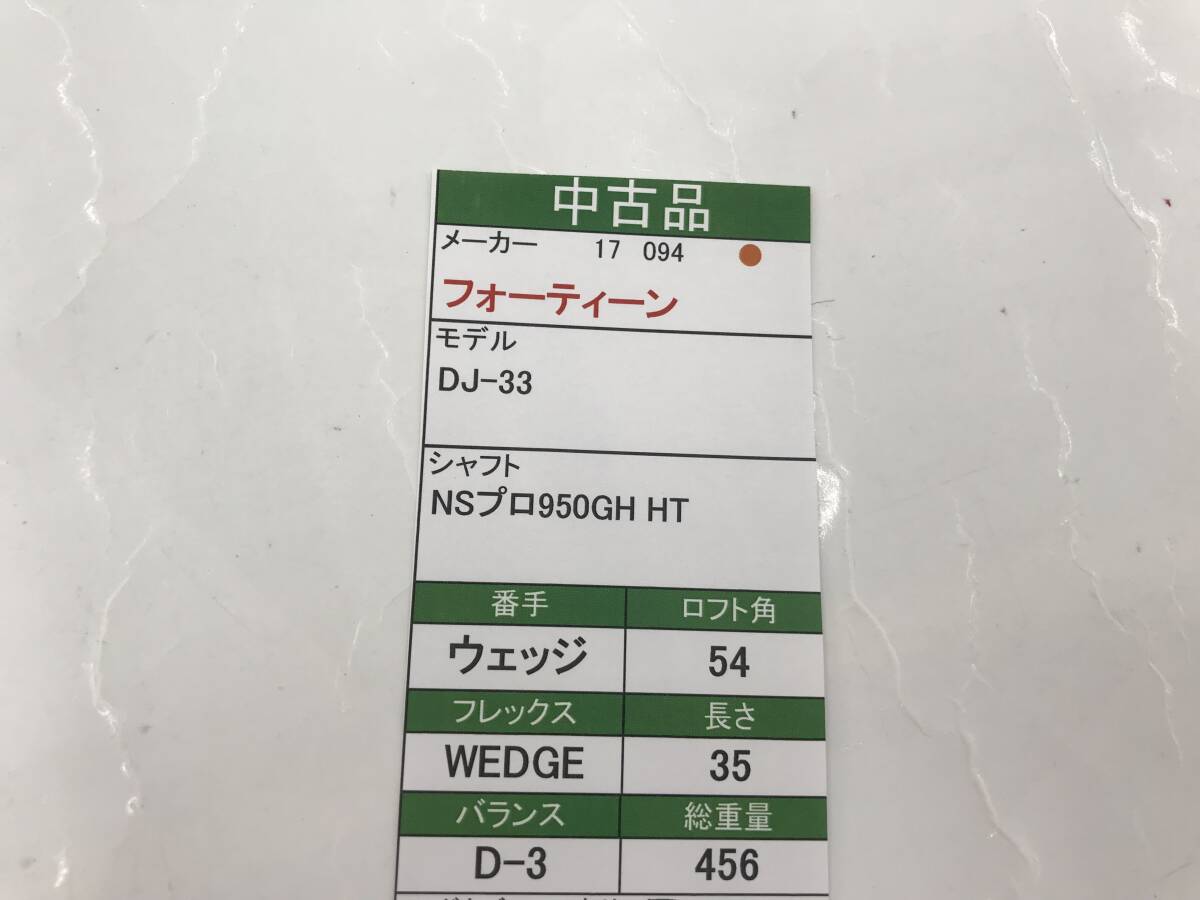 中古品
メーカー 17 094
フォーティーン
モデル
DJ-33
シャフト
NSプロ950GH HT
番手 ロフト角
ウェッジ 54
フレックス 長さ
WEDGE 35
バランス 総重量
D-3 456